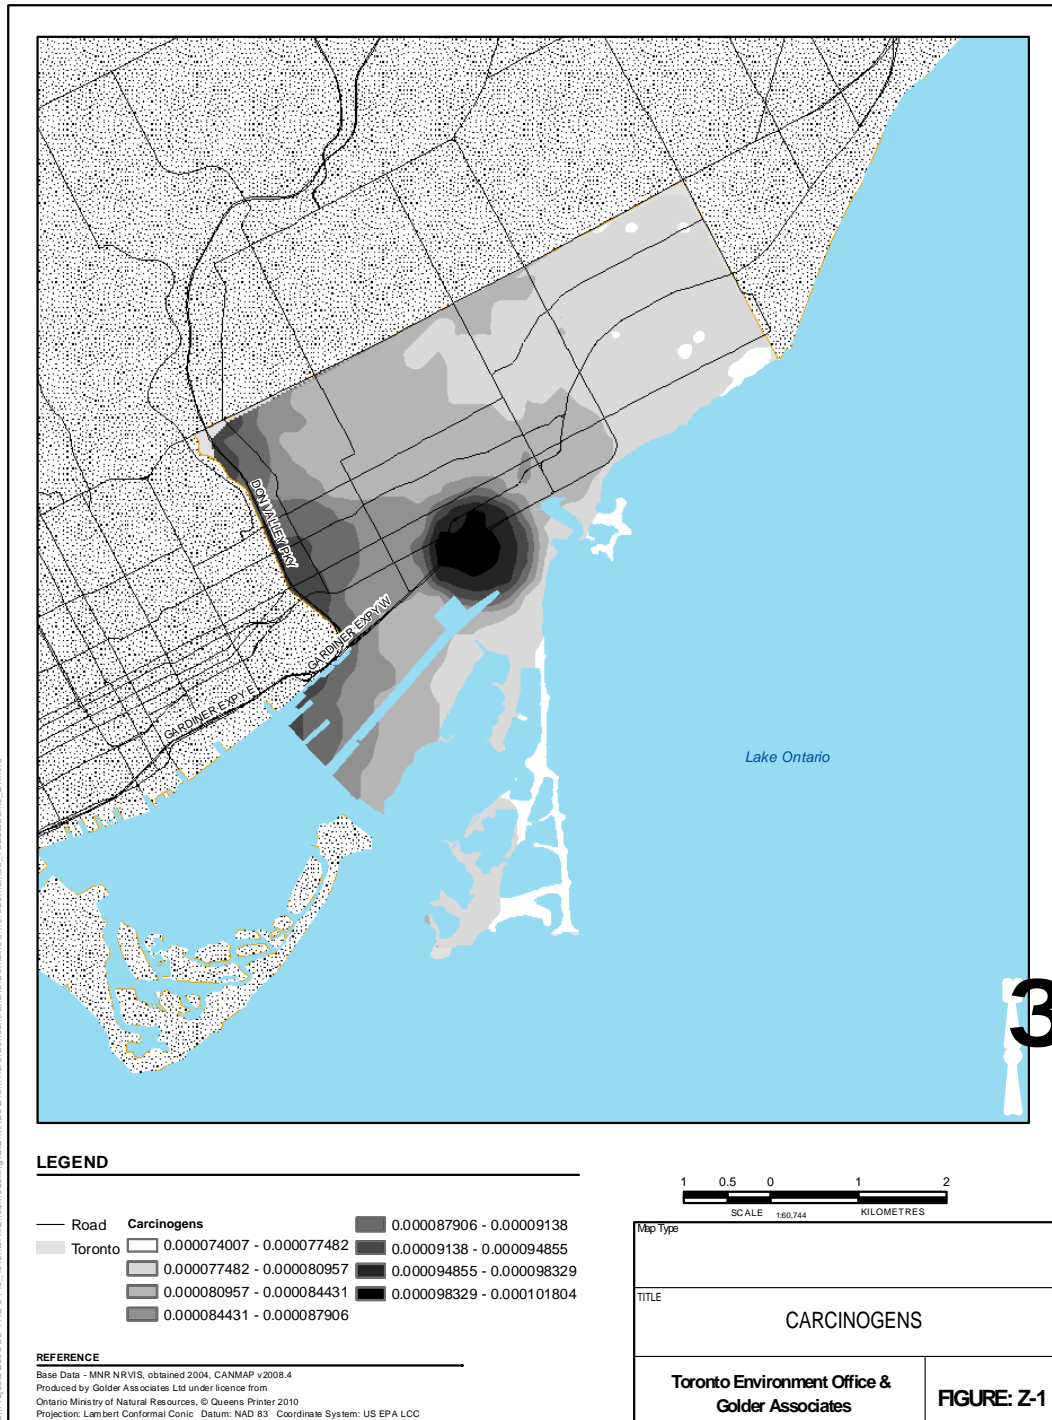 DON VALLEY PKY
GARDINER EXPY W
GARDINER EXPY E
Lake Ontario
3
LEGEND
Road
Toronto
Carcinogens
0.000074007 - 0.000077482
0.000077482 - 0.000080957
0.000080957 - 0.000084431
0.000084431 - 0.000087906
0.000087906 - 0.00009138
0.00009138 - 0.000094855
0.000094855 - 0.000098329
0.000098329 - 0.000101804
1 0.5 0 1 2
SCALE 1:60,744 KILOMETRES
Map Type
TITLE
CARCINOGENS
Toronto Environment Office &
Golder Associates
FIGURE: Z-1
REFERENCE
Base Data - MNR NRVIS, obtained 2004, CANMAP v2008.4
Produced by Golder Associates Ltd under licence from
Ontario Ministry of Natural Resources, © Queens Printer 2010
Projection: Lambert Conformal Conic Datum: NAD 83 Coordinate System: US EPA LCC